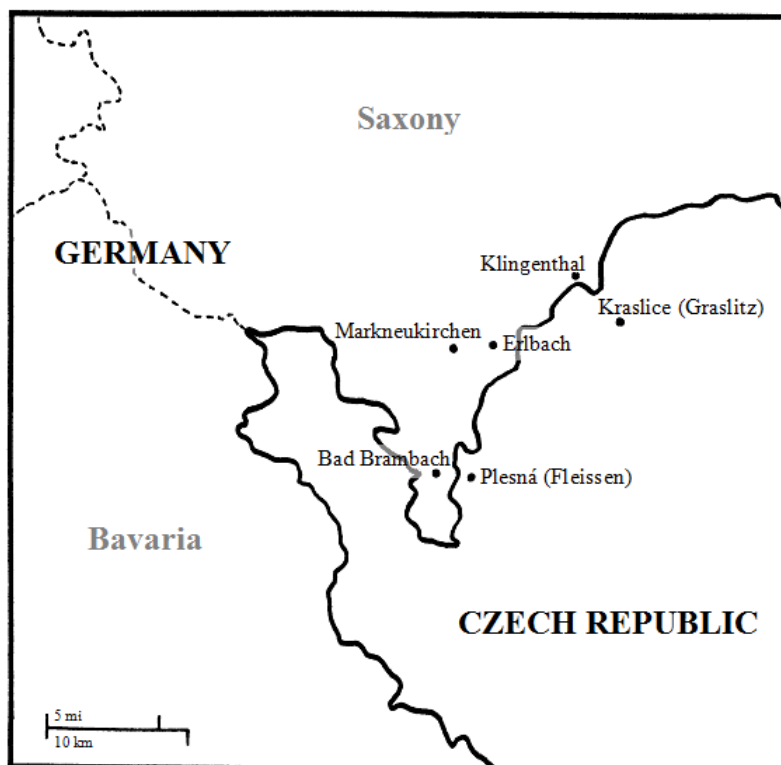 Saxony
GERMANY
Klingenthal
Kraslice (Graslitz)
Markneukirchen
Erlbach
Bad Brambach
Plesná (Fleissen)
Bavaria
CZECH REPUBLIC
5 mi
10 km